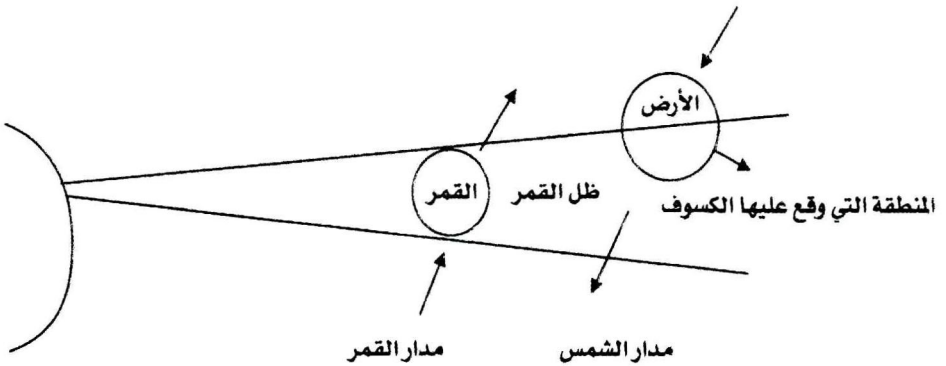 الأرض
القمر
ظل القمر
المنطقة التي وقع عليها الكسوف
مدار الشمس
مدار القمر